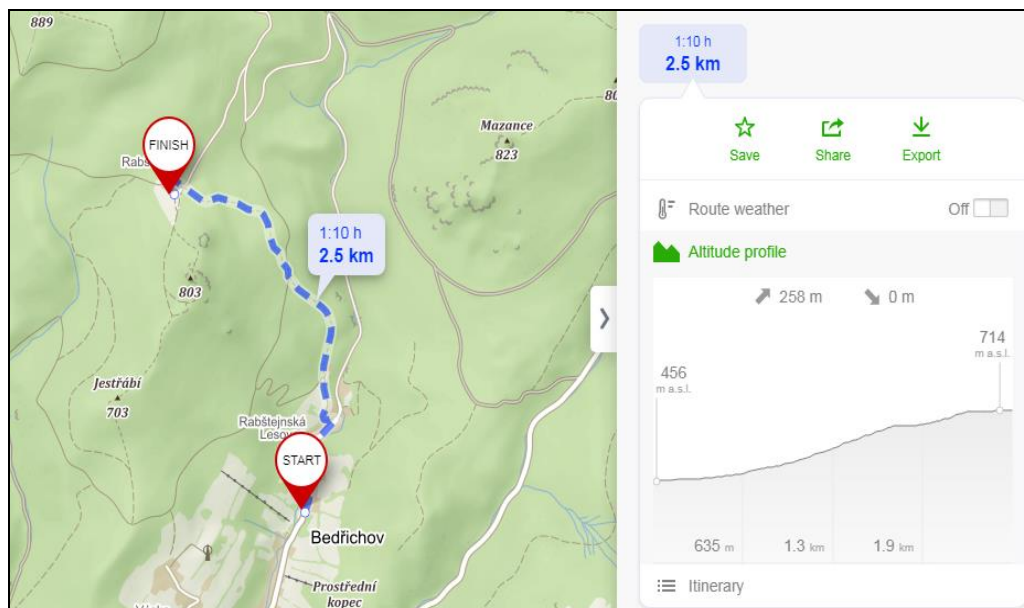 889
FINISH
Rabš
Mazance
823
80
1:10 h
2.5 km
803
Jestřábí
703
Rabštejnská
Lesov
START
Bedřichov
Prostřední
kopec
1:10 h
2.5 km
Save
Share
Export
Route weather
Off
Altitude profile
258 m
0 m
714
m a.s.l.
456
m a.s.l.
635 m
1.3 km
1.9 km
Itinerary